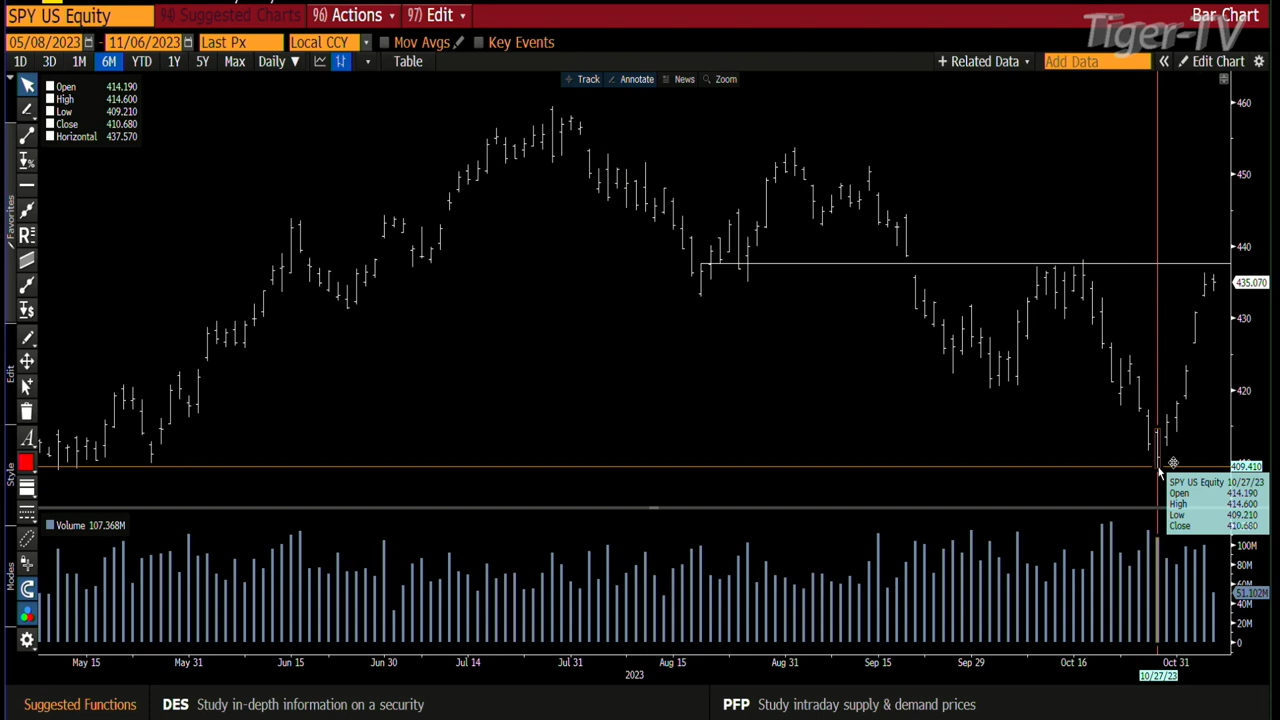 SPY US Equity 94) Suggested Charts 96) Actions 97) Edit Bar Chart
Tiger-TV
05/08/2023 - 11/06/2023 Last Px Local CCY Mov Avgs Key Events
1D 3D 1M 6M YTD 1Y 5Y Max Daily ▼ Table + Related Data Add Data « Edit Chart
Track Annotate News Zoom
Open 414.190
High 414.600
Low 409.210
Close 410.680
Horizontal 437.570
460
450
440
435.070
430
420
409.410
SPY US Equity 10/27/23
Open 414.190
High 414.600
Low 409.210
Close 410.680
Favorites
Edit
Style
Modes
Volume 107.368M
100M
80M
60M
51.102M
40M
20M
0
May 15 May 31 Jun 15 Jun 30 Jul 14 Jul 31 Aug 15 Aug 31 Sep 15 Sep 29 Oct 16 Oct 31
2023
10/27/23
Suggested Functions DES Study in-depth information on a security PFP Study intraday supply & demand prices